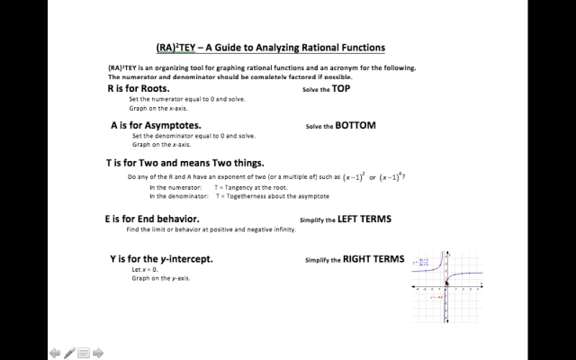 (RA)²TEY – A Guide to Analyzing Rational Functions
(RA)²TEY is an organizing tool for graphing rational functions and an acronym for the following.
The numerator and denominator should be completely factored if possible.
R is for Roots. Solve the TOP
Set the numerator equal to 0 and solve.
Graph on the x-axis.
A is for Asymptotes. Solve the BOTTOM
Set the denominator equal to 0 and solve.
Graph on the x-axis.
T is for Two and means Two things.
Do any of the R and A have an exponent of two (or a multiple of) such as (x−1)² or (x−1)⁴?
In the numerator: T = Tangency at the root.
In the denominator: T = Togetherness about the asymptote
E is for End behavior. Simplify the LEFT TERMS
Find the limit or behavior at positive and negative infinity.
Y is for the y-intercept. Simplify the RIGHT TERMS
Let x = 0.
Graph on the y-axis.